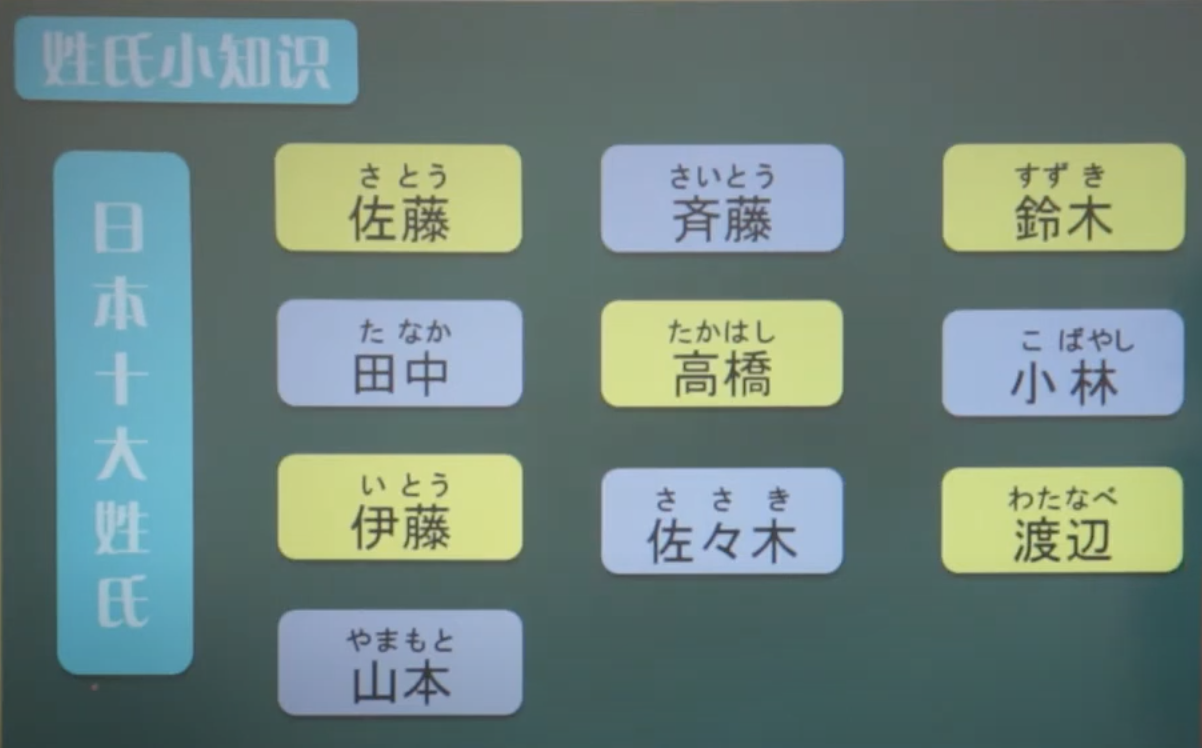 姓氏小知识
日本十大姓氏
さとう
佐藤
さいとう
斉藤
すずき
鈴木
たなか
田中
たかはし
高橋
こばやし
小林
いとう
伊藤
ささき
佐々木
わたなべ
渡辺
やまもと
山本